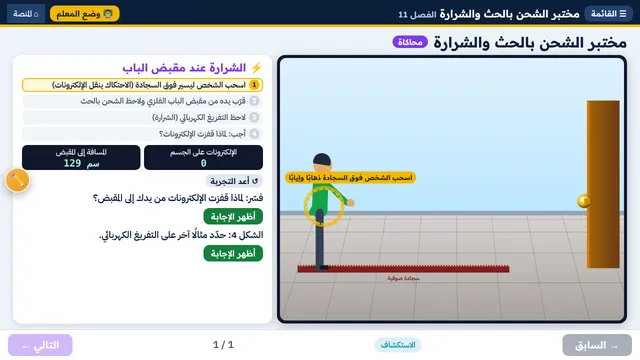 ☰ القائمة
مختبر الشحن بالحث والشرارة الفصل 11
وضع المعلم
⌂ المنصة
مختبر الشحن بالحث والشرارة
محاكاة
⚡ الشرارة عند مقبض الباب
1 اسحب الشخص ليسير فوق السجادة (الاحتكاك ينقل الإلكترونات)
2 قرّب يده من مقبض الباب الفلزي ولاحظ الشحن بالحث
3 لاحظ التفريغ الكهربائي (الشرارة)
4 أجب: لماذا قفزت الإلكترونات؟
الإلكترونات على الجسم
0
المسافة إلى المقبض
129 سم
↺ أعد التجربة
فسّر: لماذا قفزت الإلكترونات من يدك إلى المقبض؟
أظهر الإجابة
الشكل 4: حدّد مثالًا آخر على التفريغ الكهربائي.
أظهر الإجابة
اسحب الشخص فوق السجادة ذهابًا وإيابًا
سجادة صوفية
→ السابق
الاستكشاف
1 / 1
التالي ←